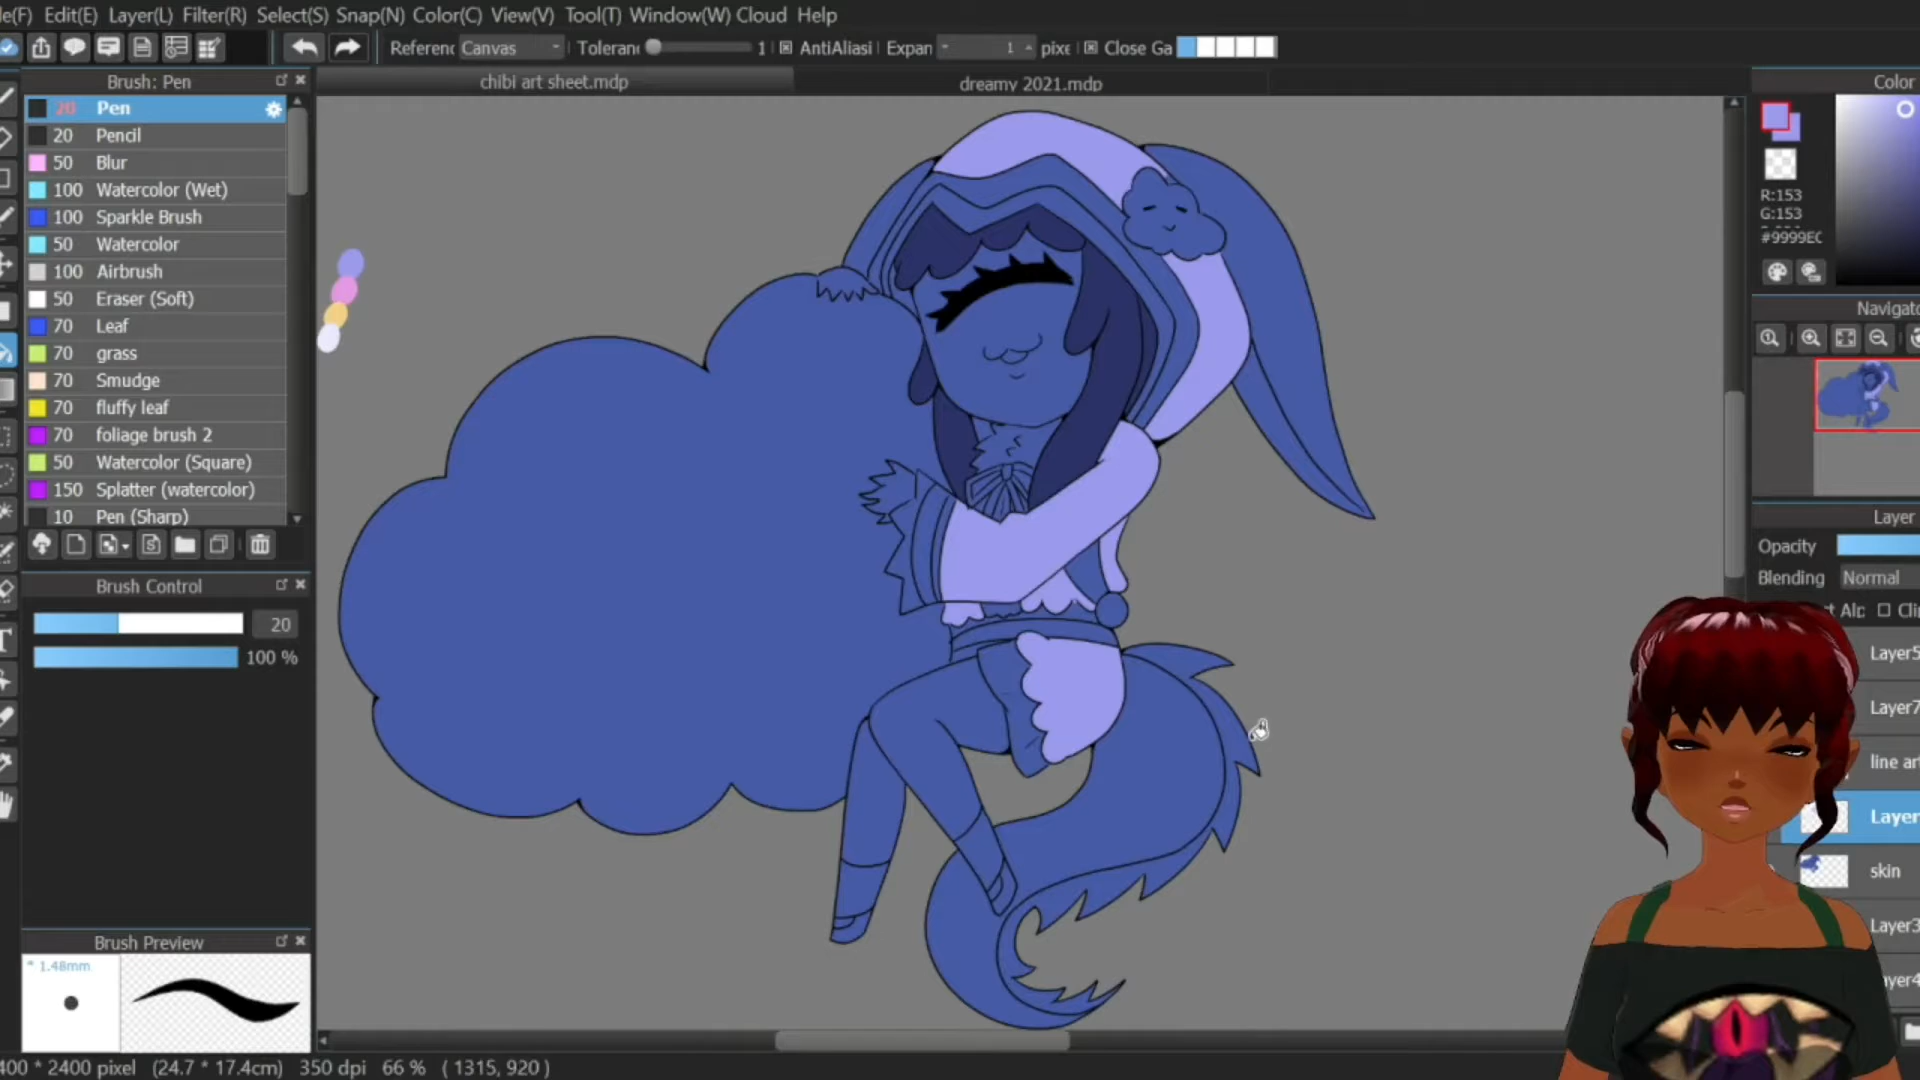 le(F) Edit(E) Layer(L) Filter(R) Select(S) Snap(N) Color(C) View(V) Tool(T) Window(W) Cloud Help
Referenc Canvas Toleran 1 AntiAliasi Expan 1 pixe Close Ga
Brush: Pen
chibi art sheet.mdp
dreamy 2021.mdp
Color
20 Pen
20 Pencil
50 Blur
100 Watercolor (Wet)
100 Sparkle Brush
50 Watercolor
100 Airbrush
50 Eraser (Soft)
70 Leaf
70 grass
70 Smudge
70 fluffy leaf
70 foliage brush 2
50 Watercolor (Square)
150 Splatter (watercolor)
10 Pen (Sharp)
Brush Control
20
100 %
Brush Preview
* 1.48mm
400 * 2400 pixel (24.7 * 17.4cm) 350 dpi 66 % ( 1315, 920 )
R:153
G:153
#9999EC
Navigato
Layer
Opacity
Blending Normal
t Alp Cli
Layer5
Layer7
line ar
Layer
skin
Layer3
ayer4